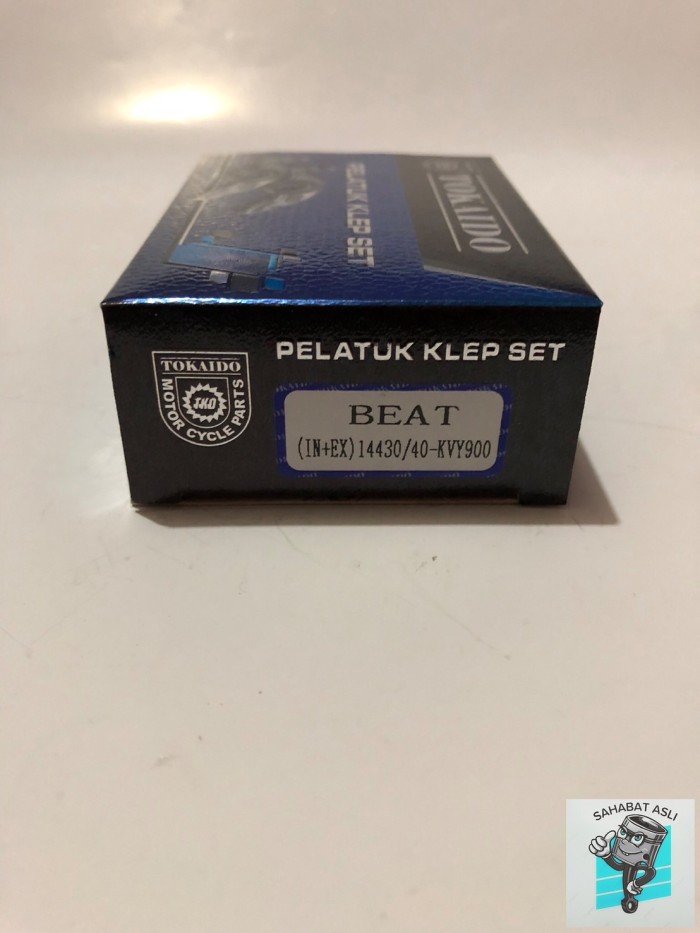 TOKAIDO
PELATUK KLEP SET
PELATUK KLEP SET
TOKAIDO
TKD
MOTOR CYCLE PARTS
BEAT
(IN+EX)14430/40-KVY900
SAHABAT ASLI